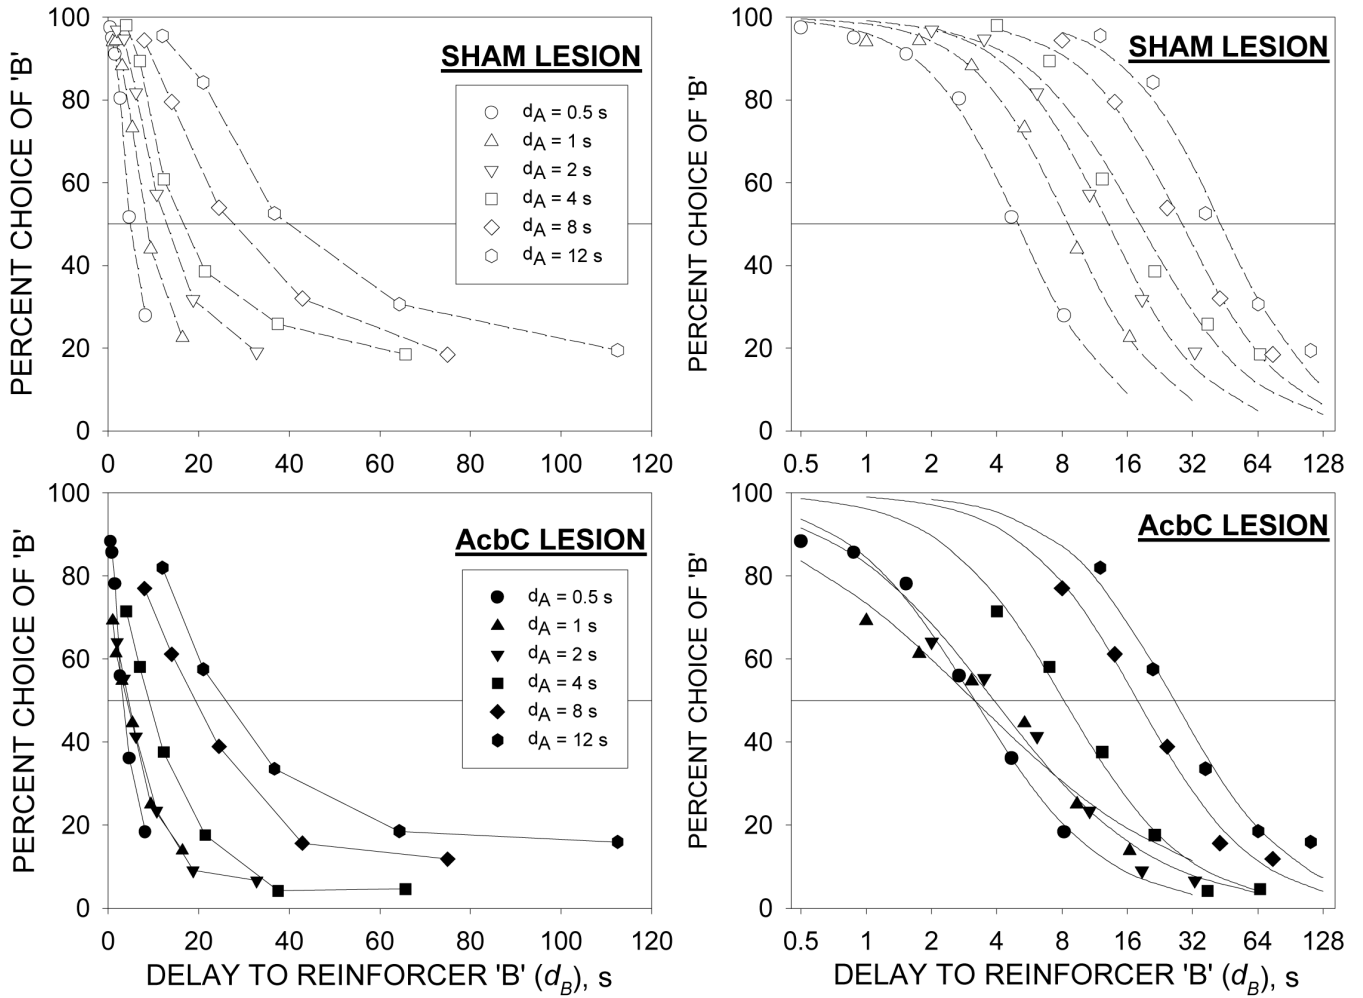 PERCENT CHOICE OF 'B'
100
80
60
40
20
0
SHAM LESION
dA = 0.5 s
dA = 1 s
dA = 2 s
dA = 4 s
dA = 8 s
dA = 12 s
0 20 40 60 80 100 120
PERCENT CHOICE OF 'B'
100
80
60
40
20
0
SHAM LESION
0.5 1 2 4 8 16 32 64 128
PERCENT CHOICE OF 'B'
100
80
60
40
20
0
AcbC LESION
dA = 0.5 s
dA = 1 s
dA = 2 s
dA = 4 s
dA = 8 s
dA = 12 s
0 20 40 60 80 100 120
DELAY TO REINFORCER 'B' (dB), s
PERCENT CHOICE OF 'B'
100
80
60
40
20
0
AcbC LESION
0.5 1 2 4 8 16 32 64 128
DELAY TO REINFORCER 'B' (dB), s